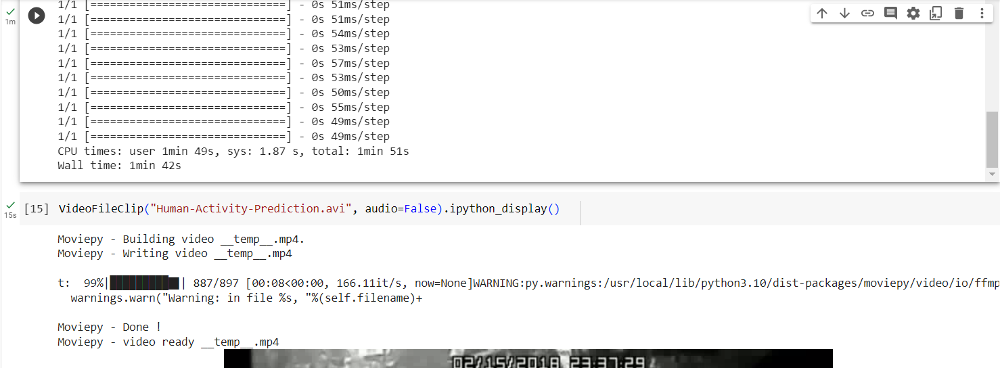 1/1 [==============================] - 0s 51ms/step
1m
1/1 [==============================] - 0s 51ms/step
1/1 [==============================] - 0s 54ms/step
1/1 [==============================] - 0s 53ms/step
1/1 [==============================] - 0s 57ms/step
1/1 [==============================] - 0s 53ms/step
1/1 [==============================] - 0s 50ms/step
1/1 [==============================] - 0s 55ms/step
1/1 [==============================] - 0s 49ms/step
1/1 [==============================] - 0s 49ms/step
CPU times: user 1min 49s, sys: 1.87 s, total: 1min 51s
Wall time: 1min 42s
15s
[15] VideoFileClip("Human-Activity-Prediction.avi", audio=False).ipython_display()
Moviepy - Building video __temp__.mp4.
Moviepy - Writing video __temp__.mp4
t:  99%|██████████| 887/897 [00:08<00:00, 166.11it/s, now=None]WARNING:py.warnings:/usr/local/lib/python3.10/dist-packages/moviepy/video/io/ffmp
warnings.warn("Warning: in file %s, "%(self.filename)+
Moviepy - Done !
Moviepy - video ready __temp__.mp4
02/15/2018 23:37:29